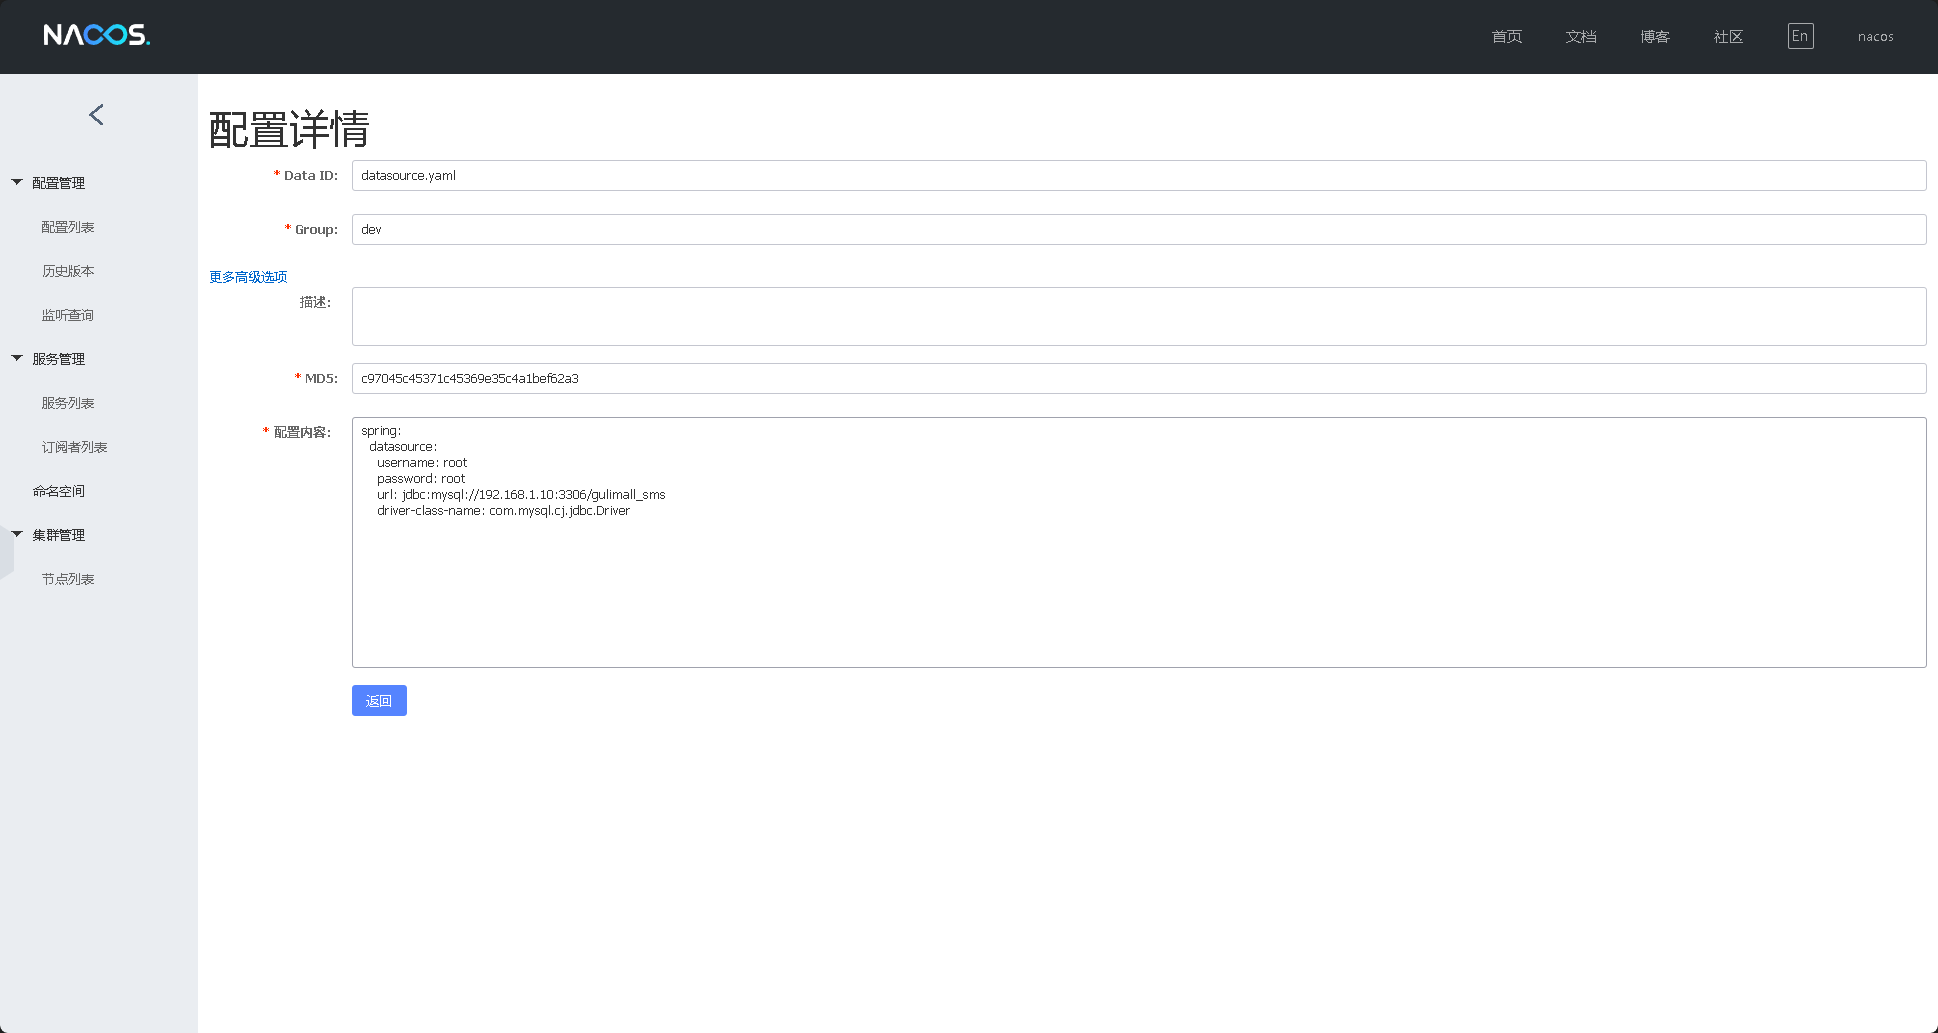 NACOS.
首页 文档 博客 社区 En nacos
配置管理
配置列表
历史版本
监听查询
服务管理
服务列表
订阅者列表
命名空间
集群管理
节点列表
配置详情
* Data ID: datasource.yaml
* Group: dev
更多高级选项
描述:
* MD5: c97045c45371c45369e35c4a1bef62a3
* 配置内容:
spring:
  datasource:
    username: root
    password: root
    url: jdbc:mysql://192.168.1.10:3306/gulimall_sms
    driver-class-name: com.mysql.cj.jdbc.Driver
返回